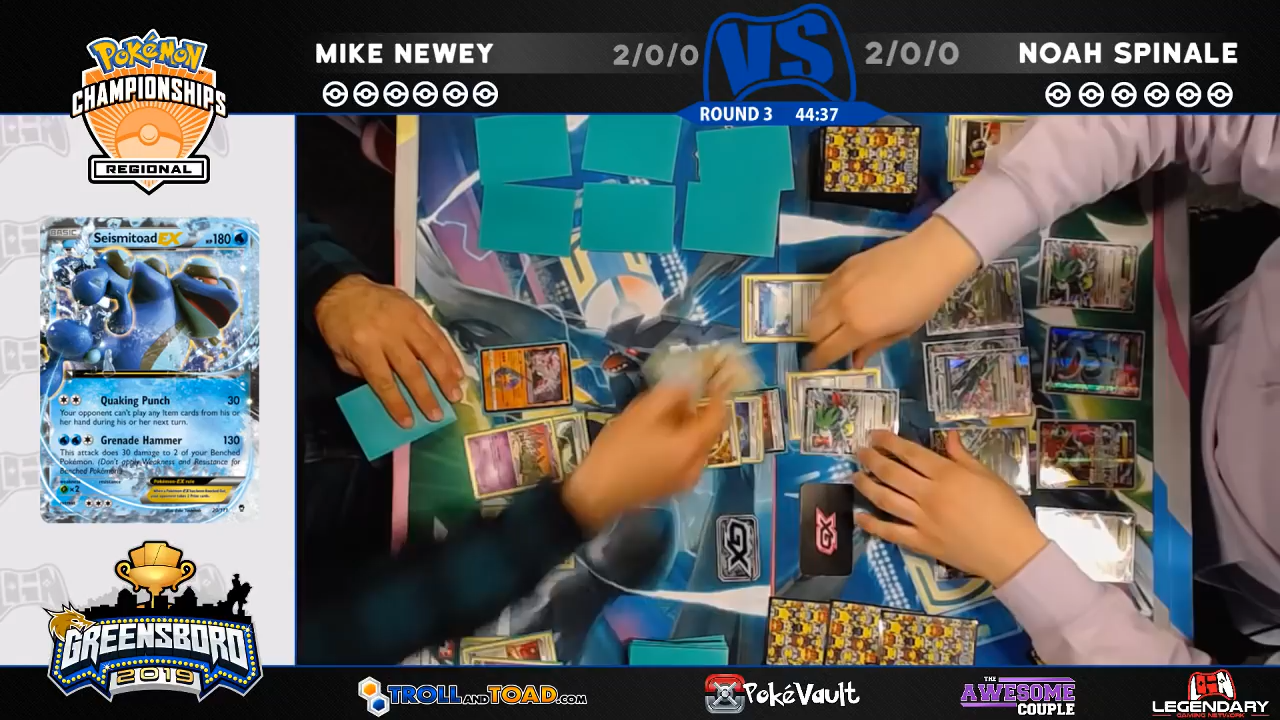 Pokémon
CHAMPIONSHIPS
REGIONAL
MIKE NEWEY
2/0/0
VS
2/0/0
NOAH SPINALE
ROUND 3 44:37
BASIC
Seismitoad EX HP 180
Quaking Punch 30
Your opponent can't play any Item cards from his or
her hand during his or her next turn.
Grenade Hammer 130
This attack does 30 damage to 2 of your Benched
Pokémon. (Don't apply Weakness and Resistance for
Benched Pokémon.)
GX
GX
GREENSBORO
2019
TROLL AND TOAD.COM
PokéVault
THE
AWESOME
COUPLE
LEGENDARY
GAMING NETWORK